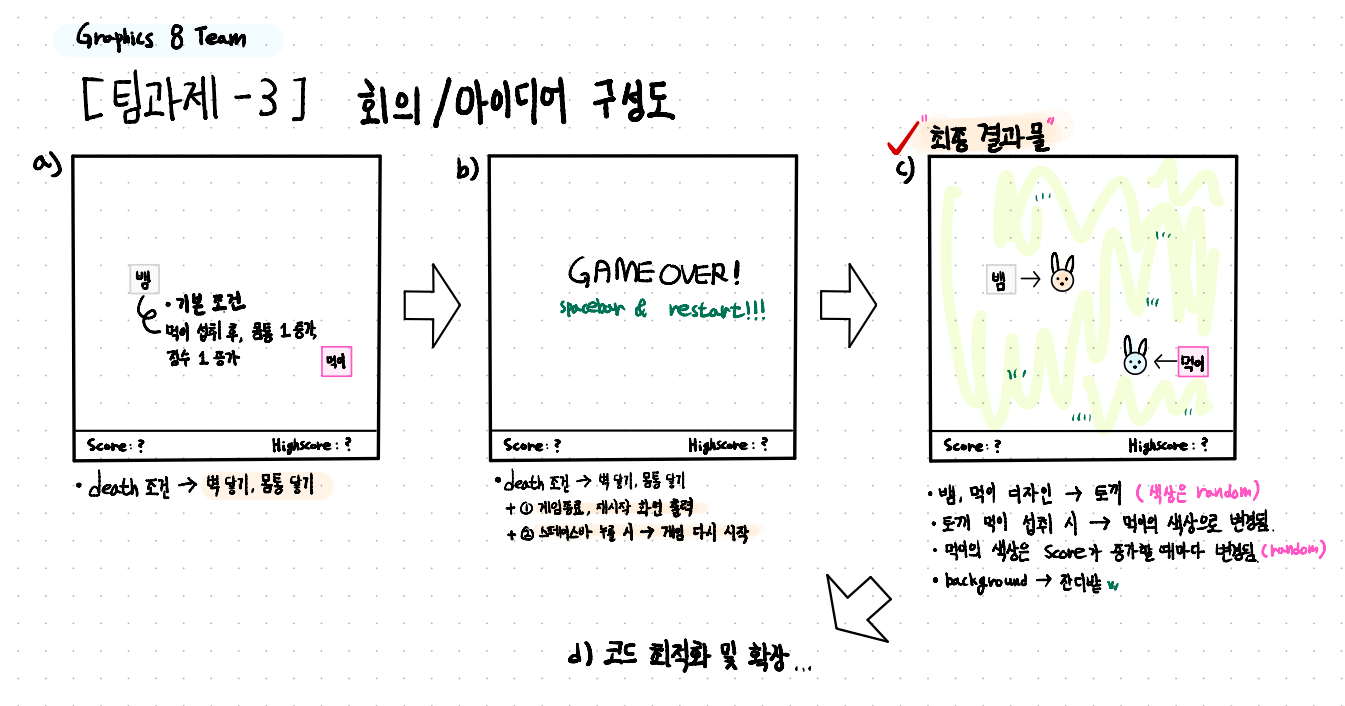 Graphics 8 Team
[팀과제 -3] 회의 / 아이디어 구성도
a)
뱀
• 기본 조건
먹이 섭취 후, 몸통 1 증가,
점수 1 증가
먹이
Score: ?
Highscore: ?
• death 조건 → 벽 닿기, 몸통 닿기
b)
GAME OVER!
spacebar & restart!!!
Score: ?
Highscore: ?
• death 조건 → 벽 닿기, 몸통 닿기
+ ① 게임종료, 재시작 화면 출력
+ ② 스페이스바 누를 시 → 게임 다시 시작
"최종 결과물"
c)
뱀 →
← 먹이
Score: ?
Highscore: ?
• 뱀, 먹이 디자인 → 토끼 (색상은 random)
• 토끼 먹이 섭취 시 → 먹이의 색상으로 변경됨.
• 먹이의 색상은 Score가 증가할 때마다 변경됨. (random)
• background → 잔디밭
d) 코드 최적화 및 확장...